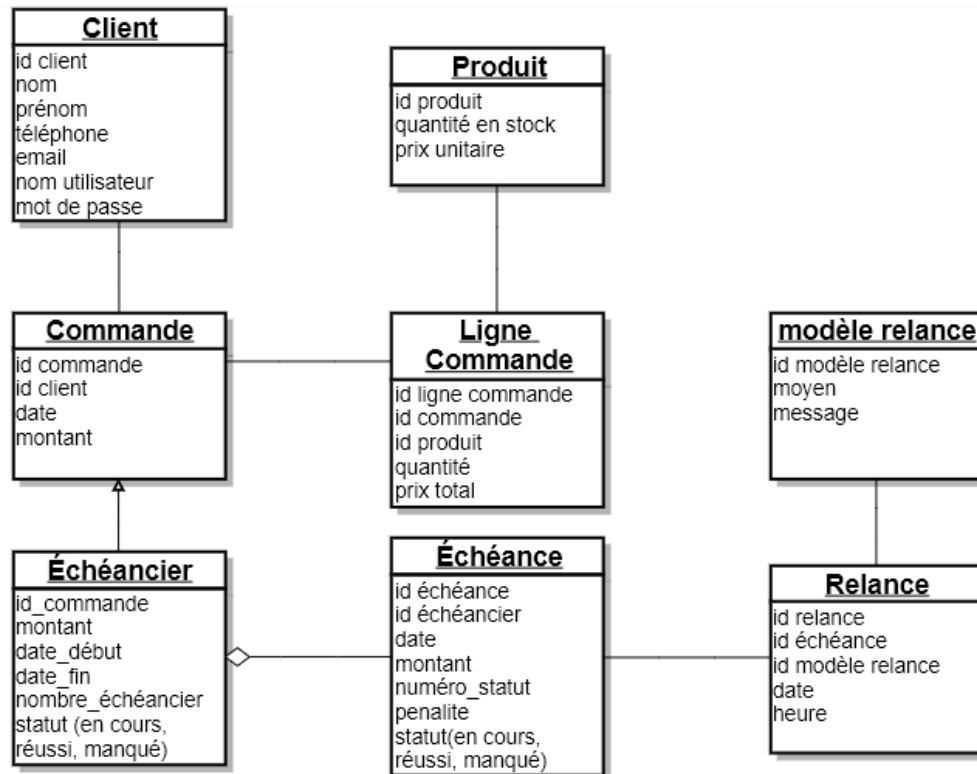 Client
id client
nom
prénom
téléphone
email
nom utilisateur
mot de passe
Produit
id produit
quantité en stock
prix unitaire
Commande
id commande
id client
date
montant
Ligne
Commande
id ligne commande
id commande
id produit
quantité
prix total
modèle relance
id modèle relance
moyen
message
Échéancier
id_commande
montant
date_début
date_fin
nombre_échéancier
statut (en cours,
réussi, manqué)
Échéance
id échéance
id échéancier
date
montant
numéro_statut
penalite
statut(en cours,
réussi, manqué)
Relance
id relance
id échéance
id modèle relance
date
heure